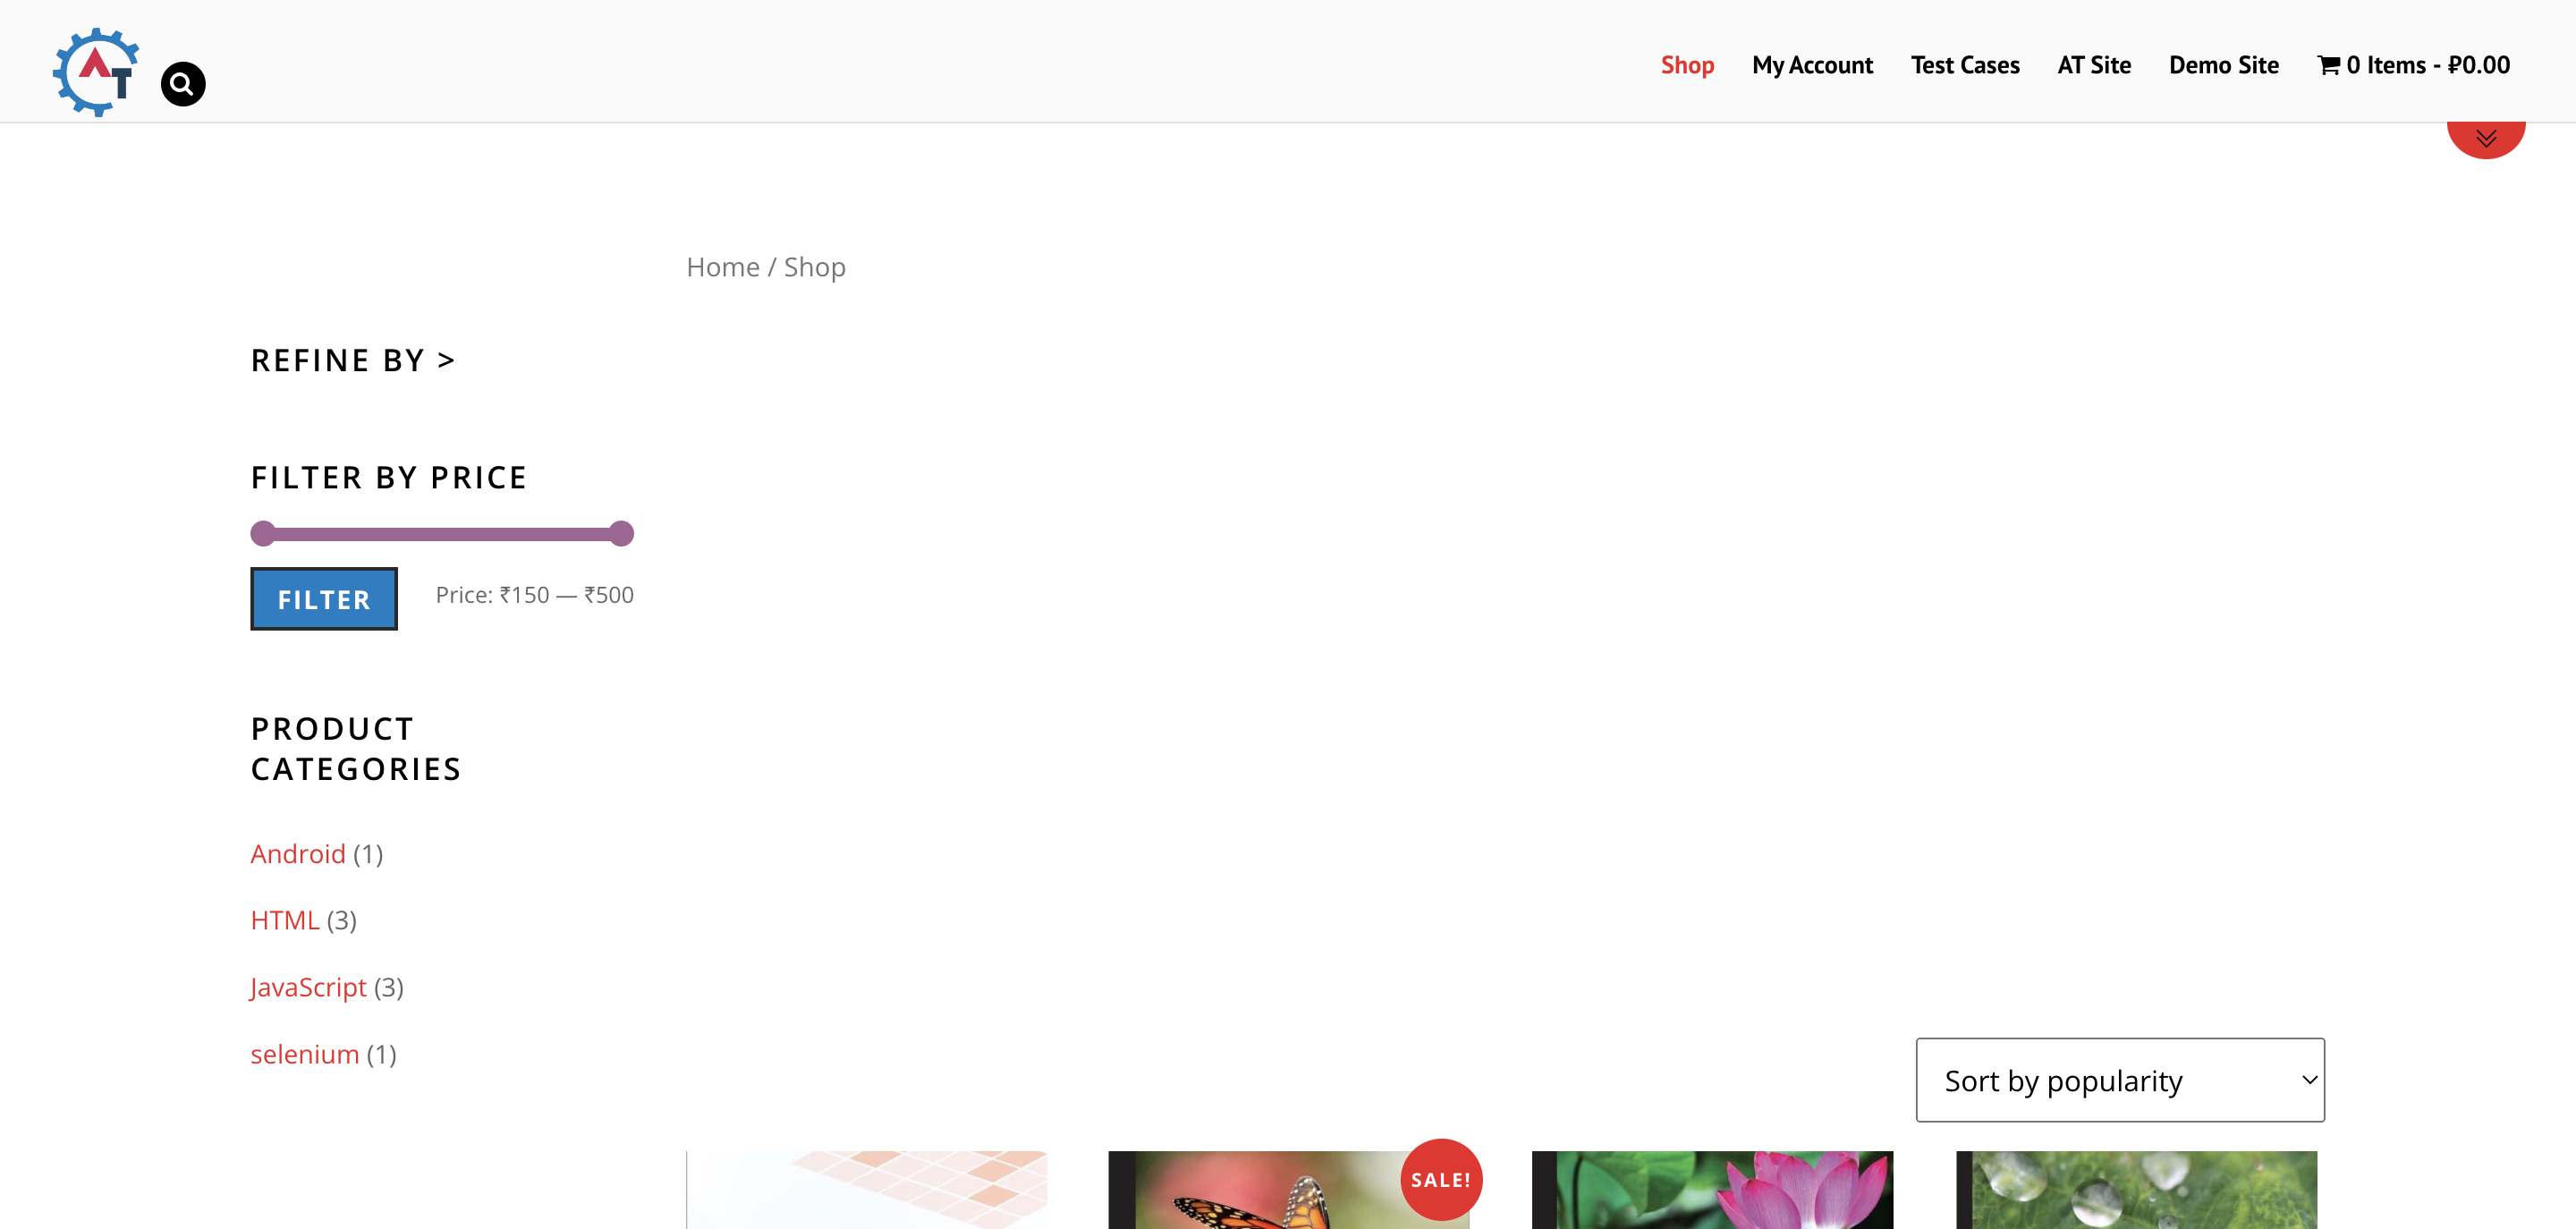 AT
Shop
My Account
Test Cases
AT Site
Demo Site
0 Items - ₽0.00
Home / Shop
REFINE BY >
FILTER BY PRICE
FILTER
Price: ₹150 — ₹500
PRODUCT
CATEGORIES
Android (1)
HTML (3)
JavaScript (3)
selenium (1)
Sort by popularity
SALE!